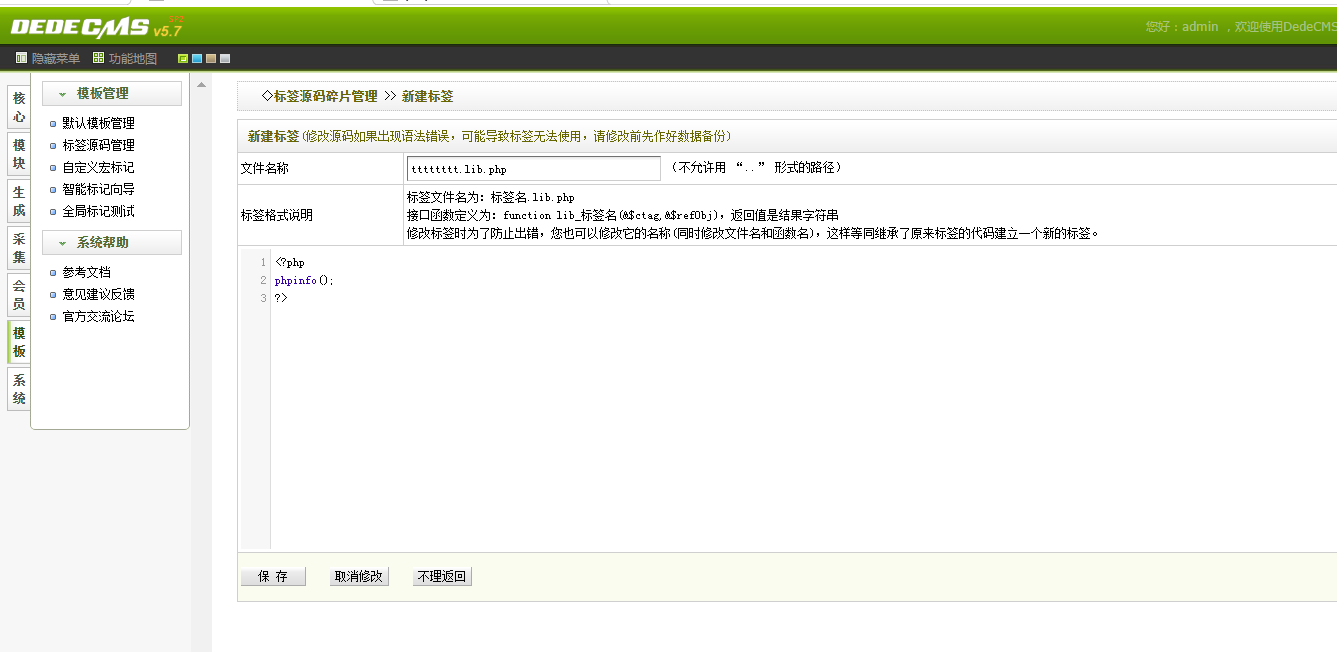 DEDECMS v5.7 SP2
您好：admin ，欢迎使用DedeCMS
隐藏菜单 功能地图
核心
模块
生成
采集
会员
模板
系统
模板管理
默认模板管理
标签源码管理
自定义宏标记
智能标记向导
全局标记测试
系统帮助
参考文档
意见建议反馈
官方交流论坛
◇标签源码碎片管理 >> 新建标签
新建标签(修改源码如果出现语法错误，可能导致标签无法使用，请修改前先作好数据备份)
文件名称 tttttttt.lib.php （不允许用 “..” 形式的路径）
标签格式说明
标签文件名为：标签名.lib.php
接口函数定义为：function lib_标签名(&$ctag,&$refObj)，返回值是结果字符串
修改标签时为了防止出错，您也可以修改它的名称(同时修改文件名和函数名)，这样等同继承了原来标签的代码建立一个新的标签。
1 <?php
2 phpinfo();
3 ?>
保 存 取消修改 不理返回